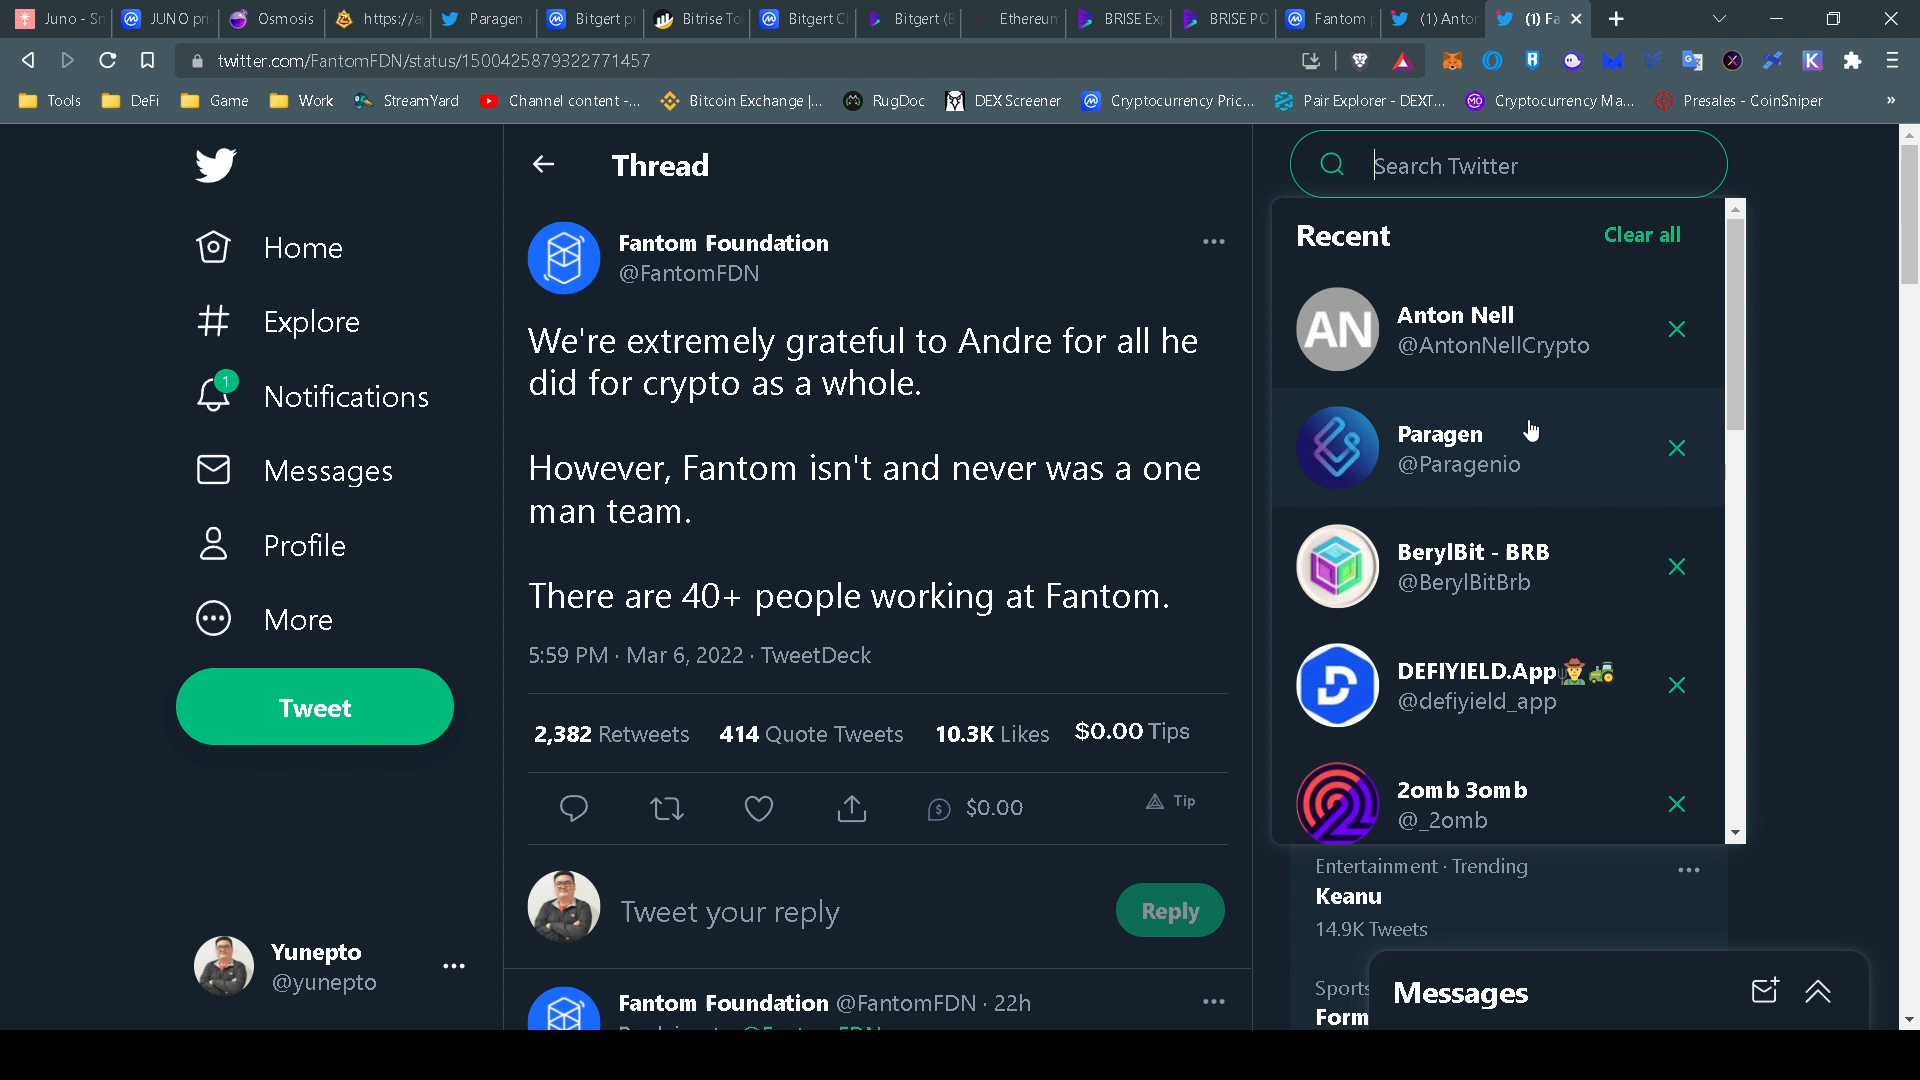 Juno - Sn
JUNO pri
Osmosis
https://a
Paragen
Bitgert pr
Bitrise To
Bitgert C
Bitgert (B
Ethereum
BRISE Exp
BRISE PO
Fantom p
(1) Anton
(1) Fa
twitter.com/FantomFDN/status/1500425879322771457
Tools
DeFi
Game
Work
StreamYard
Channel content -...
Bitcoin Exchange |...
RugDoc
DEX Screener
Cryptocurrency Pric...
Pair Explorer - DEXT...
Cryptocurrency Ma...
Presales - CoinSniper
»
Home
Explore
1
Notifications
Messages
Profile
More
Tweet
Yunepto
@yunepto
Thread
Fantom Foundation
@FantomFDN
We're extremely grateful to Andre for all he
did for crypto as a whole.
However, Fantom isn't and never was a one
man team.
There are 40+ people working at Fantom.
5:59 PM · Mar 6, 2022 · TweetDeck
2,382 Retweets 414 Quote Tweets 10.3K Likes $0.00 Tips
$0.00
Tip
Tweet your reply
Reply
Fantom Foundation @FantomFDN · 22h
Search Twitter
Recent
Clear all
AN
Anton Nell
@AntonNellCrypto
Paragen
@Paragenio
BerylBit - BRB
@BerylBitBrb
DEFIYIELD.App👨‍🌾🚜
@defiyield_app
2omb 3omb
@_2omb
Entertainment · Trending
Keanu
14.9K Tweets
Sports
Form
Messages